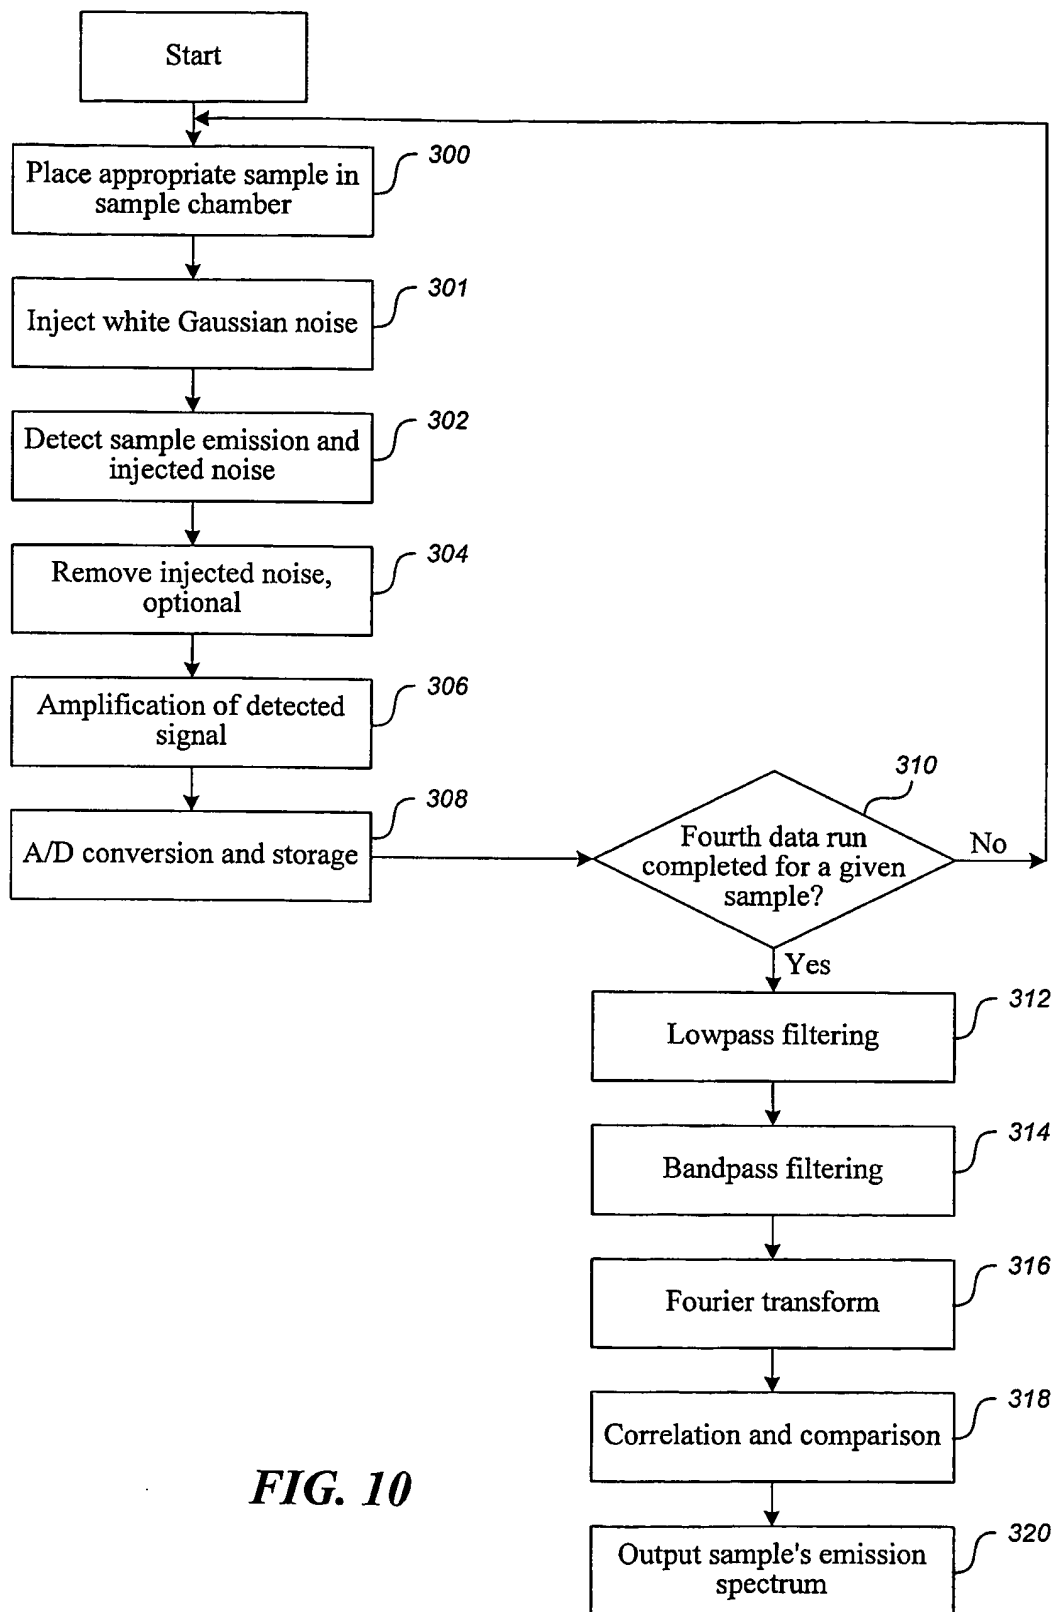 Start
Place appropriate sample in
sample chamber
300
Inject white Gaussian noise
301
Detect sample emission and
injected noise
302
Remove injected noise,
optional
304
Amplification of detected
signal
306
A/D conversion and storage
308
Fourth data run
completed for a given
sample?
310
No
Yes
Lowpass filtering
312
Bandpass filtering
314
Fourier transform
316
Correlation and comparison
318
Output sample's emission
spectrum
320
FIG. 10